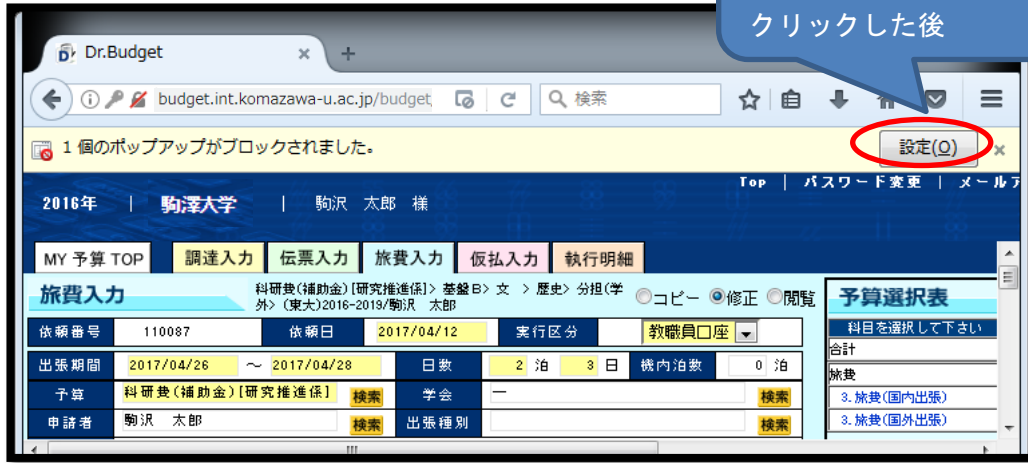 クリックした後
Dr.Budget
budget.int.komazawa-u.ac.jp/budget
検索
1 個のポップアップがブロックされました。
設定(O)
Top | パスワード変更 | メールア
2016年 | 駒澤大学 | 駒沢 太郎 様
MY 予算 TOP 調達入力 伝票入力 旅費入力 仮払入力 執行明細
旅費入力
科研費(補助金)[研究推進係]> 基盤B> 文 > 歴史> 分担(学
外> (東大)2016-2019/駒沢 太郎
コピー 修正 閲覧
予算選択表
依頼番号 110087 依頼日 2017/04/12 実行区分 教職員口座
科目を選択して下さい
合計
出張期間 2017/04/26 ～ 2017/04/28 日数 2 泊 3 日 機内泊数 0 泊
旅費
予算 科研費(補助金)[研究推進係] 検索 学会 ー 検索
3.旅費(国内出張)
申請者 駒沢 太郎 検索 出張種別 検索
3.旅費(国外出張)